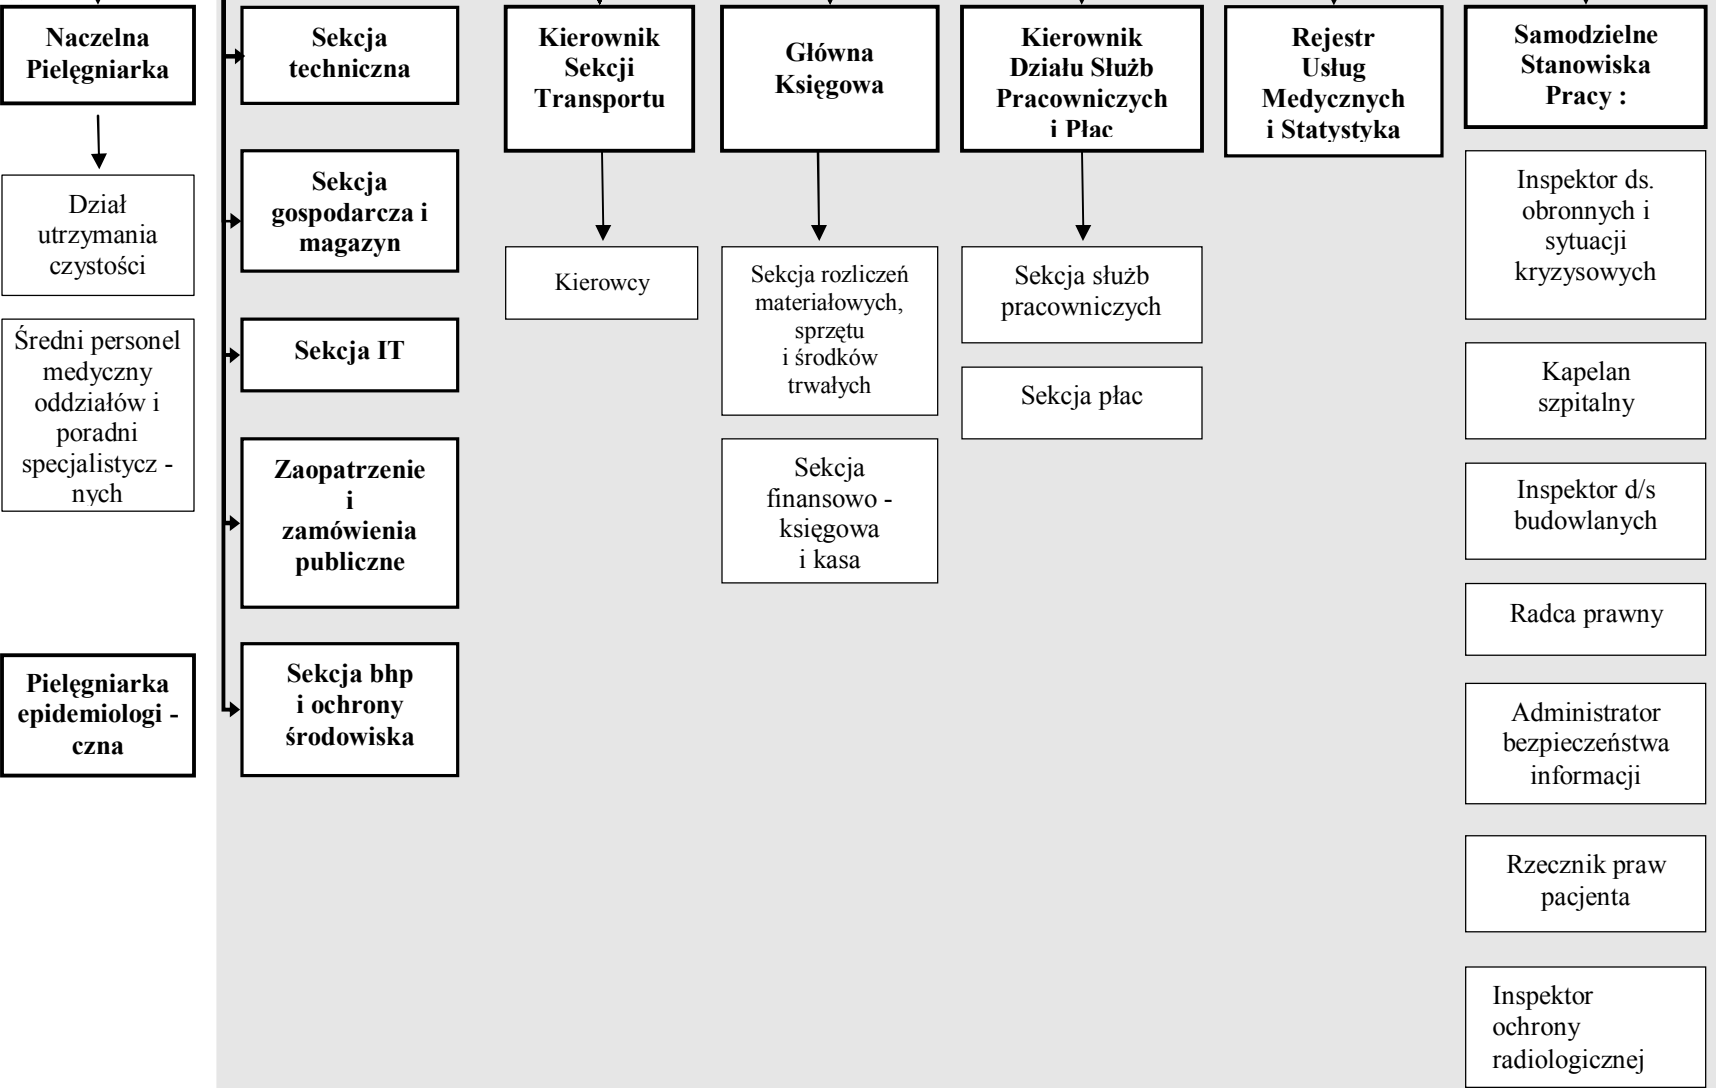 Naczelna
Pielęgniarka
Dział
utrzymania
czystości
Średni personel
medyczny
oddziałów i
poradni
specjalistycz -
nych
Pielęgniarka
epidemiologi -
czna
Sekcja
techniczna
Sekcja
gospodarcza i
magazyn
Sekcja IT
Zaopatrzenie
i
zamówienia
publiczne
Sekcja bhp
i ochrony
środowiska
Kierownik
Sekcji
Transportu
Kierowcy
Główna
Księgowa
Sekcja rozliczeń
materiałowych,
sprzętu
i środków
trwałych
Sekcja
finansowo -
księgowa
i kasa
Kierownik
Działu Służb
Pracowniczych
i Płac
Sekcja służb
pracowniczych
Sekcja płac
Rejestr
Usług
Medycznych
i Statystyka
Samodzielne
Stanowiska
Pracy :
Inspektor ds.
obronnych i
sytuacji
kryzysowych
Kapelan
szpitalny
Inspektor d/s
budowlanych
Radca prawny
Administrator
bezpieczeństwa
informacji
Rzecznik praw
pacjenta
Inspektor
ochrony
radiologicznej